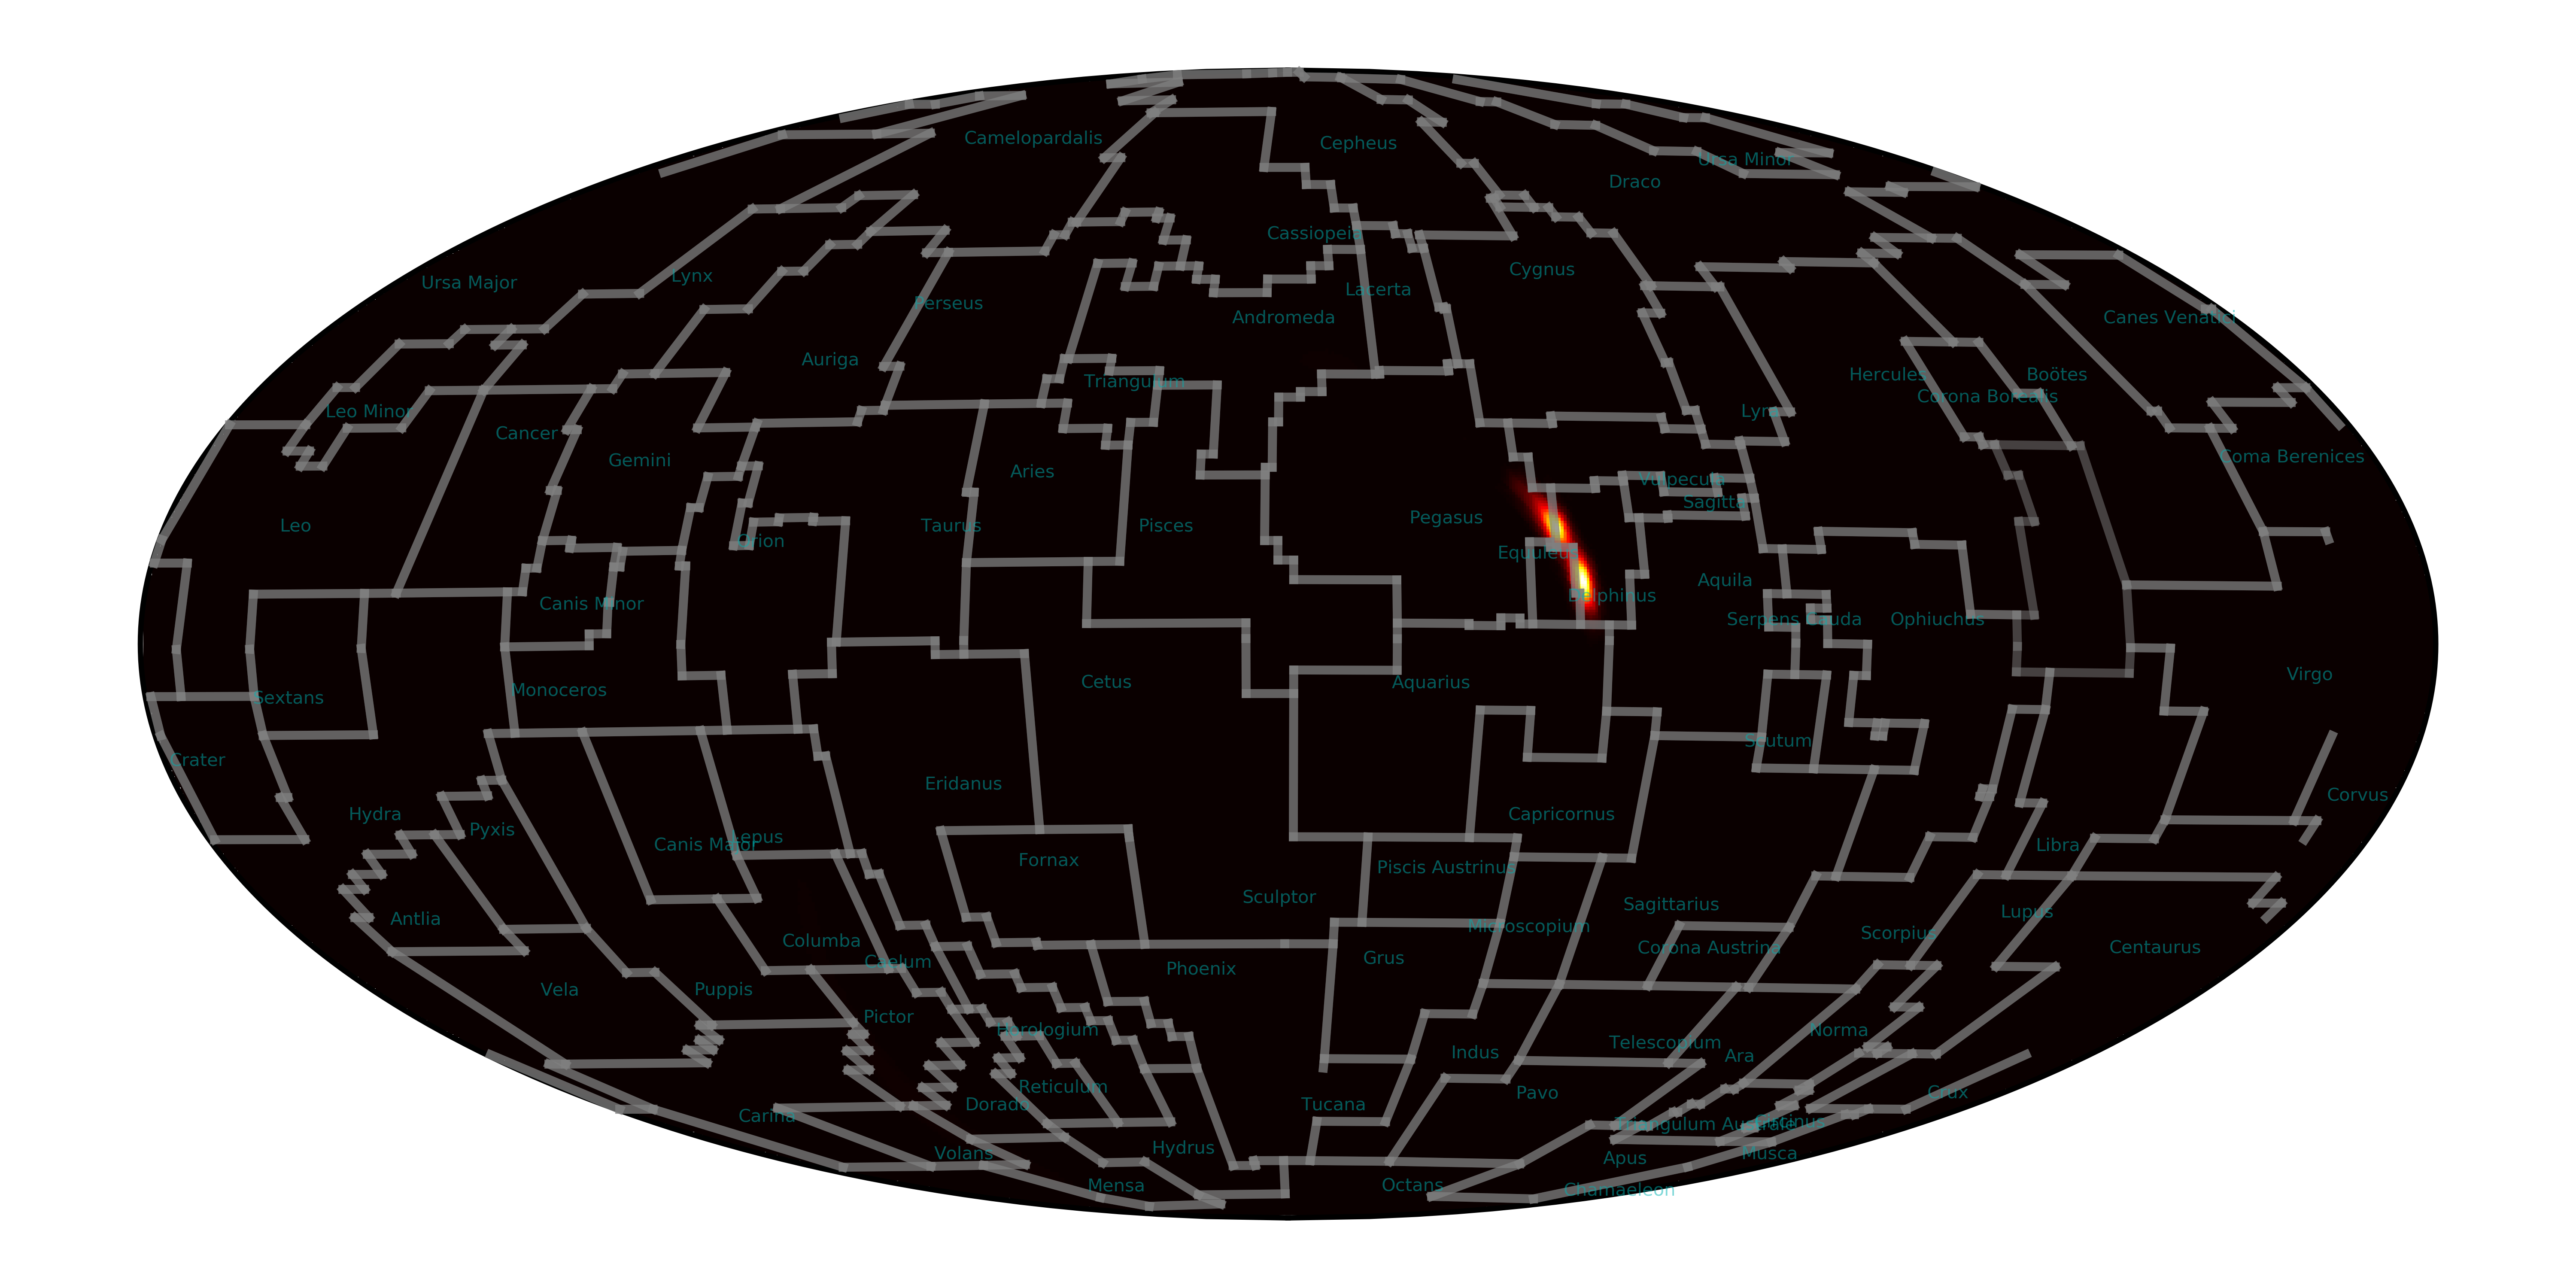 Camelopardalis
Cepheus
Ursa Minor
Draco
Cassiopeia
Cygnus
Ursa Major
Lynx
Lacerta
Perseus
Andromeda
Canes Venatici
Auriga
Triangulum
Hercules
Boötes
Corona Borealis
Leo Minor
Lyra
Cancer
Gemini
Coma Berenices
Aries
Vulpecula
Sagitta
Pegasus
Leo
Taurus
Pisces
Orion
Equuleus
Aquila
Delphinus
Canis Minor
Serpens Cauda
Ophiuchus
Virgo
Cetus
Aquarius
Monoceros
Sextans
Scutum
Crater
Eridanus
Corvus
Hydra
Capricornus
Pyxis
Lepus
Canis Major
Libra
Fornax
Piscis Austrinus
Sculptor
Sagittarius
Lupus
Antlia
Microscopium
Scorpius
Columba
Corona Austrina
Centaurus
Grus
Caelum
Phoenix
Vela
Puppis
Pictor
Horologium
Norma
Telescopium
Indus
Ara
Reticulum
Pavo
Crux
Dorado
Tucana
Carina
Triangulum Australe
Circinus
Hydrus
Volans
Apus
Musca
Mensa
Octans
Chamaeleon